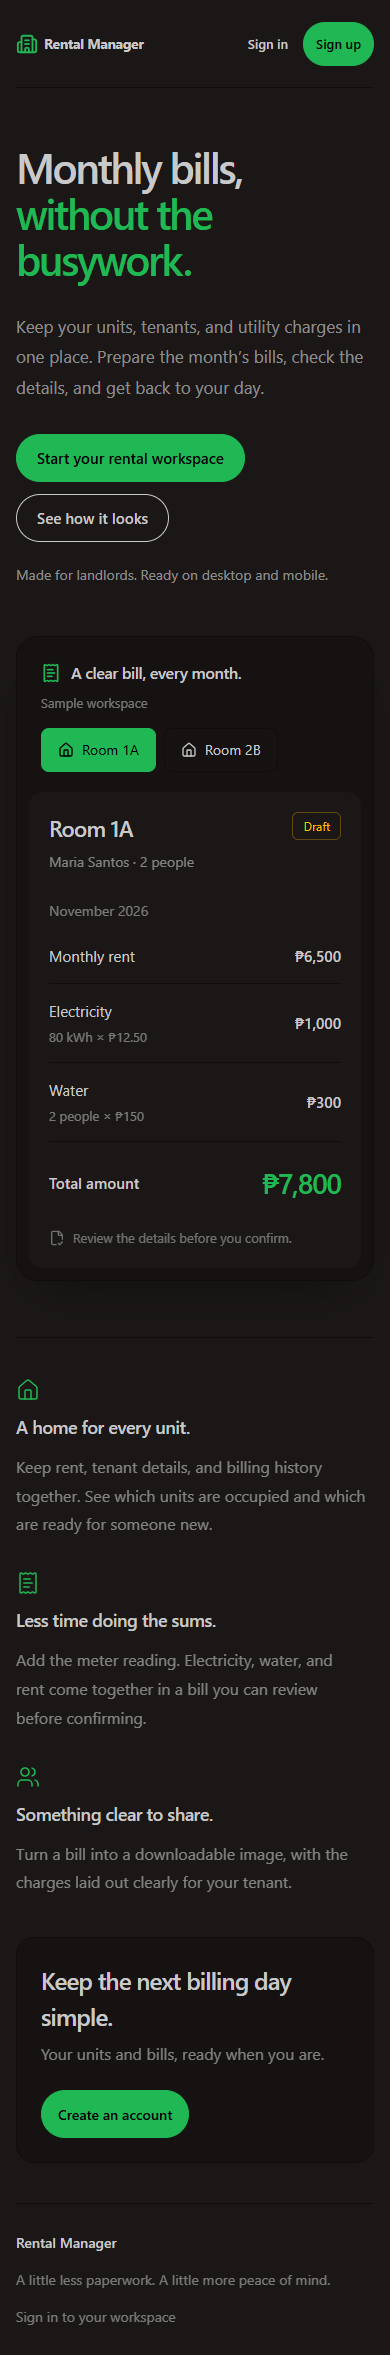 Rental Manager
Sign in
Sign up
Monthly bills,
without the
busywork.
Keep your units, tenants, and utility charges in
one place. Prepare the month’s bills, check the
details, and get back to your day.
Start your rental workspace
See how it looks
Made for landlords. Ready on desktop and mobile.
A clear bill, every month.
Sample workspace
Room 1A
Room 2B
Room 1A
Draft
Maria Santos · 2 people
November 2026
Monthly rent ₱6,500
Electricity ₱1,000
80 kWh × ₱12.50
Water ₱300
2 people × ₱150
Total amount ₱7,800
Review the details before you confirm.
A home for every unit.
Keep rent, tenant details, and billing history
together. See which units are occupied and which
are ready for someone new.
Less time doing the sums.
Add the meter reading. Electricity, water, and
rent come together in a bill you can review
before confirming.
Something clear to share.
Turn a bill into a downloadable image, with the
charges laid out clearly for your tenant.
Keep the next billing day
simple.
Your units and bills, ready when you are.
Create an account
Rental Manager
A little less paperwork. A little more peace of mind.
Sign in to your workspace